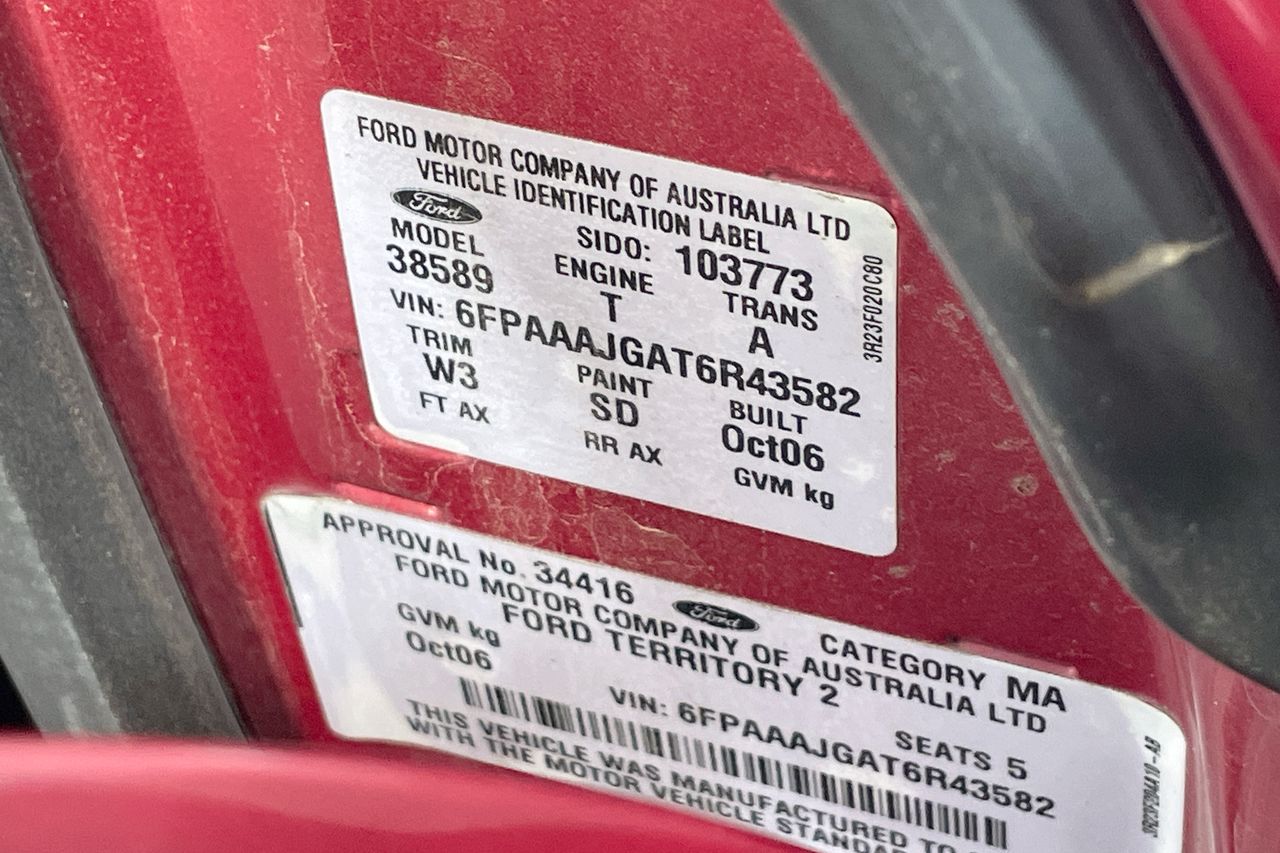 FORD MOTOR COMPANY OF AUSTRALIA LTD
VEHICLE IDENTIFICATION LABEL
Ford
SIDO: 103773
MODEL ENGINE TRANS
38589 T A
VIN: 6FPAAAJGAT6R43582
TRIM PAINT BUILT
W3 SD Oct06
FT AX RR AX GVM kg
3R23F020C80
APPROVAL No. 34416 Ford CATEGORY MA
FORD MOTOR COMPANY OF AUSTRALIA LTD
FORD TERRITORY 2
GVM kg SEATS 5
Oct06 VIN: 6FPAAAJGAT6R43582
THIS VEHICLE WAS MANUFACTURED TO
WITH THE MOTOR VEHICLE STANDAR